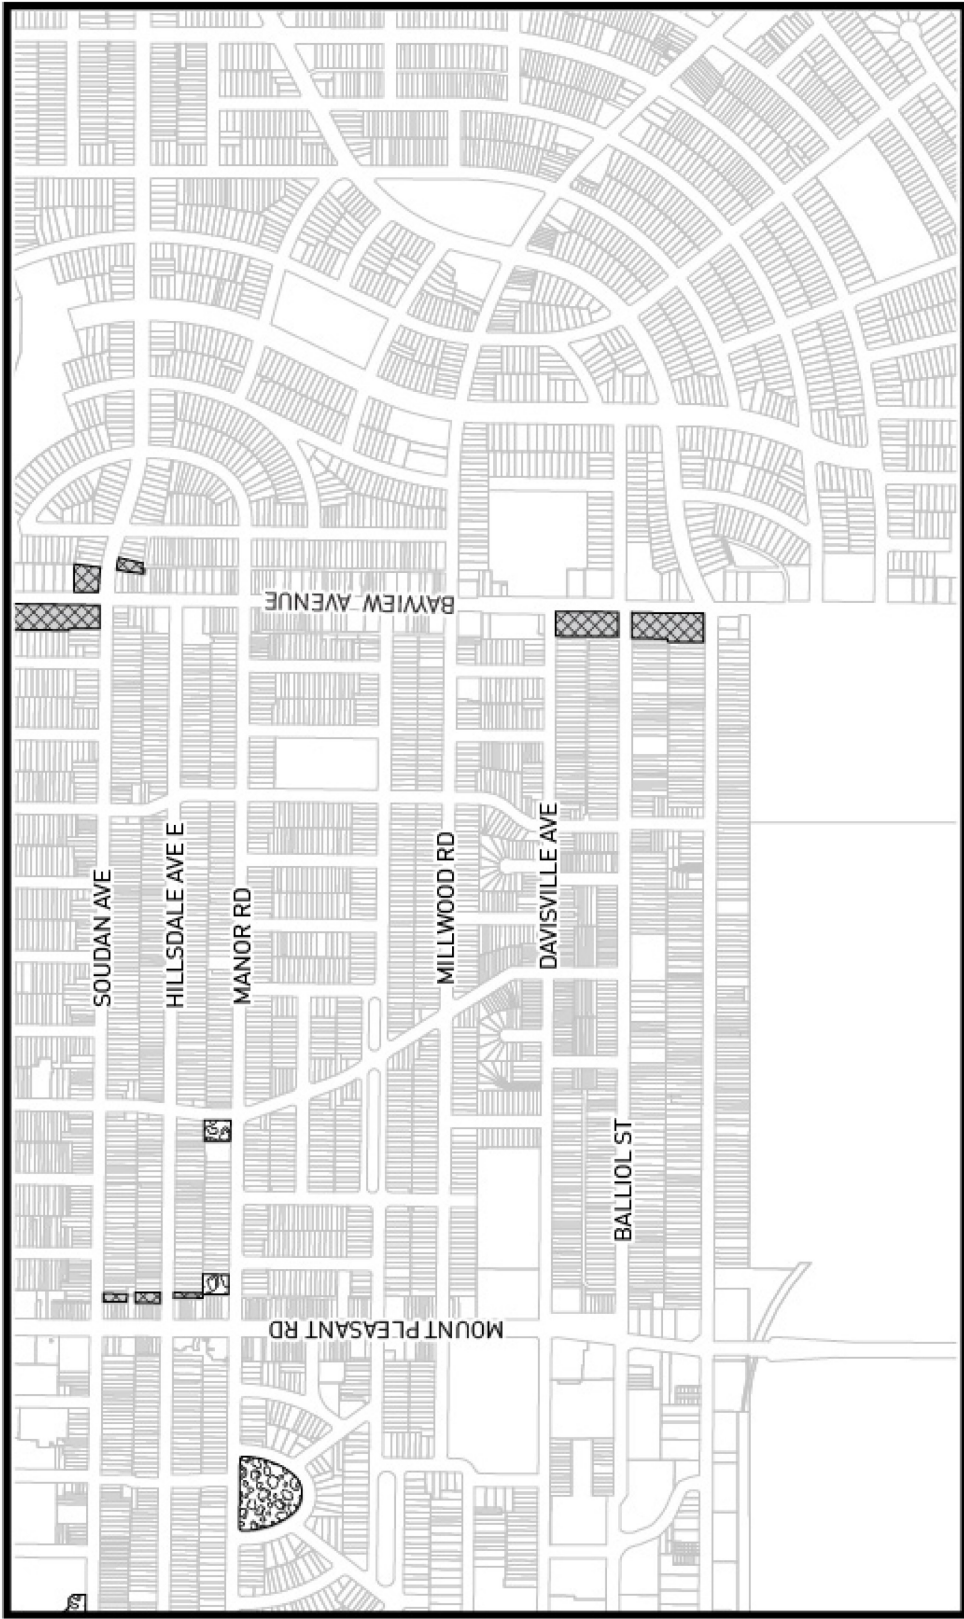 BAYVIEW AVENUE
SOUDAN AVE
HILLSDALE AVE E
MANOR RD
MILLWOOD RD
DAVISVILLE AVE
BALLIOL ST
MOUNT PLEASANT RD